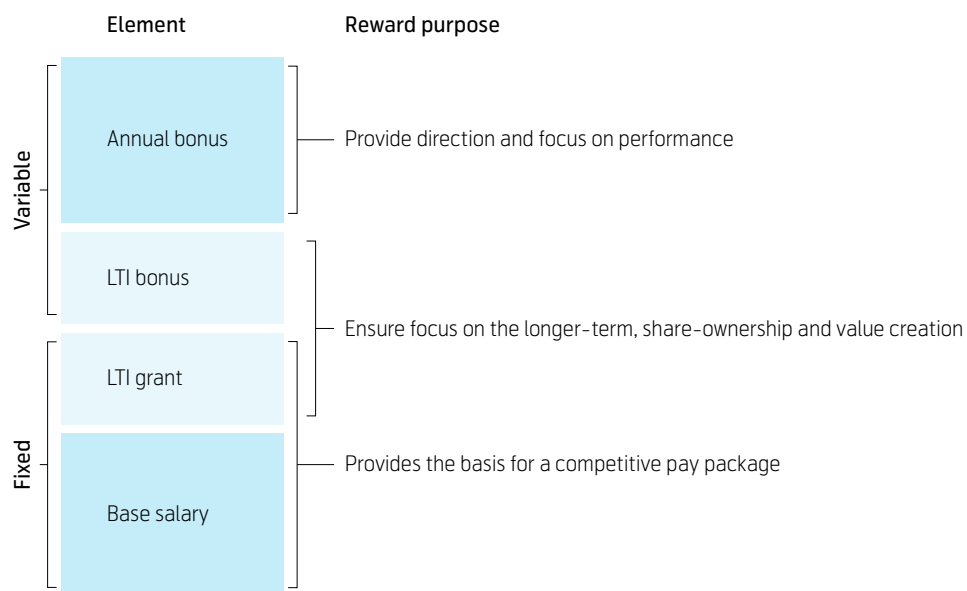 Element
Reward purpose
Variable
Annual bonus
Provide direction and focus on performance
LTI bonus
Ensure focus on the longer-term, share-ownership and value creation
Fixed
LTI grant
Provides the basis for a competitive pay package
Base salary